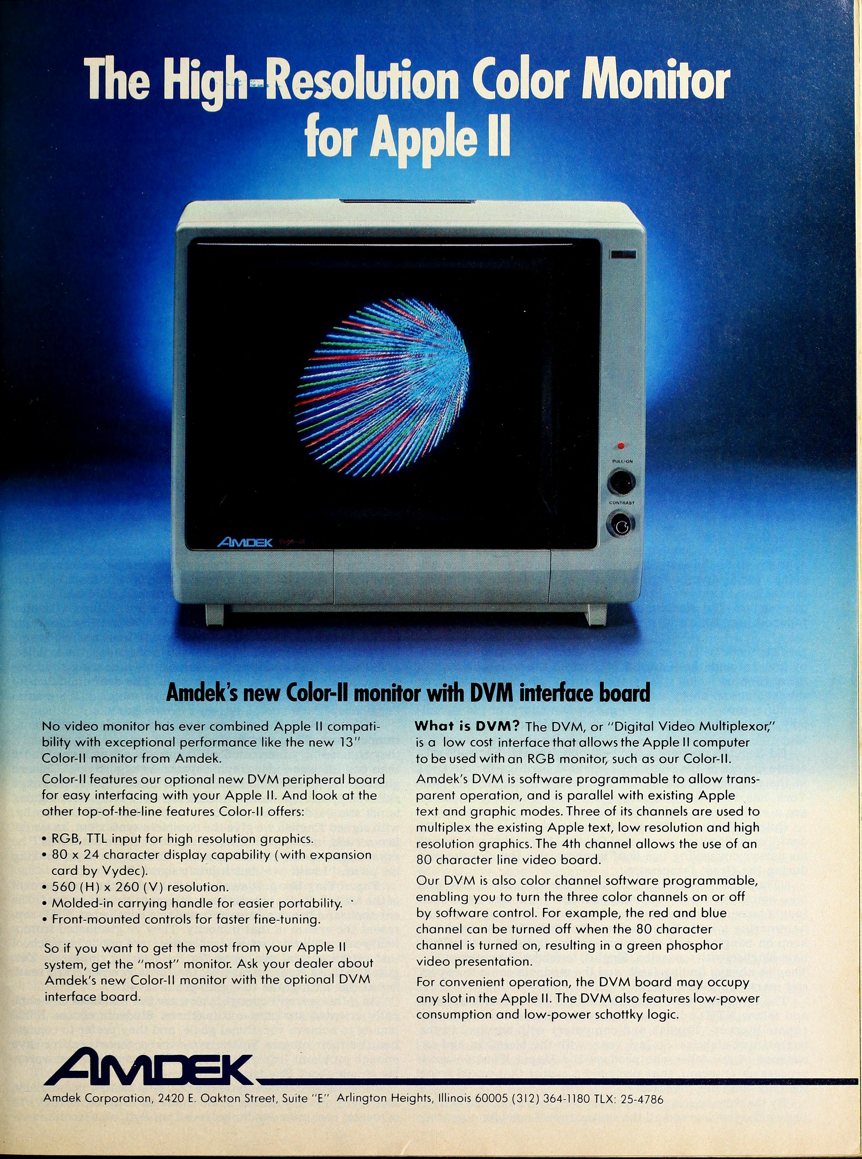 The High-Resolution Color Monitor
for Apple II
PULL/ON
CONTRAST
AMDEK
Amdek's new Color-II monitor with DVM interface board
No video monitor has ever combined Apple II compati-
bility with exceptional performance like the new 13"
Color-II monitor from Amdek.
Color-II features our optional new DVM peripheral board
for easy interfacing with your Apple II. And look at the
other top-of-the-line features Color-II offers:
• RGB, TTL input for high resolution graphics.
• 80 x 24 character display capability (with expansion
card by Vydec).
• 560 (H) x 260 (V) resolution.
• Molded-in carrying handle for easier portability.
• Front-mounted controls for faster fine-tuning.
So if you want to get the most from your Apple II
system, get the "most" monitor. Ask your dealer about
Amdek's new Color-II monitor with the optional DVM
interface board.
What is DVM? The DVM, or "Digital Video Multiplexor,"
is a low cost interface that allows the Apple II computer
to be used with an RGB monitor, such as our Color-II.
Amdek's DVM is software programmable to allow trans-
parent operation, and is parallel with existing Apple
text and graphic modes. Three of its channels are used to
multiplex the existing Apple text, low resolution and high
resolution graphics. The 4th channel allows the use of an
80 character line video board.
Our DVM is also color channel software programmable,
enabling you to turn the three color channels on or off
by software control. For example, the red and blue
channel can be turned off when the 80 character
channel is turned on, resulting in a green phosphor
video presentation.
For convenient operation, the DVM board may occupy
any slot in the Apple II. The DVM also features low-power
consumption and low-power schottky logic.
AMDEK
Amdek Corporation, 2420 E. Oakton Street, Suite "E" Arlington Heights, Illinois 60005 (312) 364-1180 TLX: 25-4786